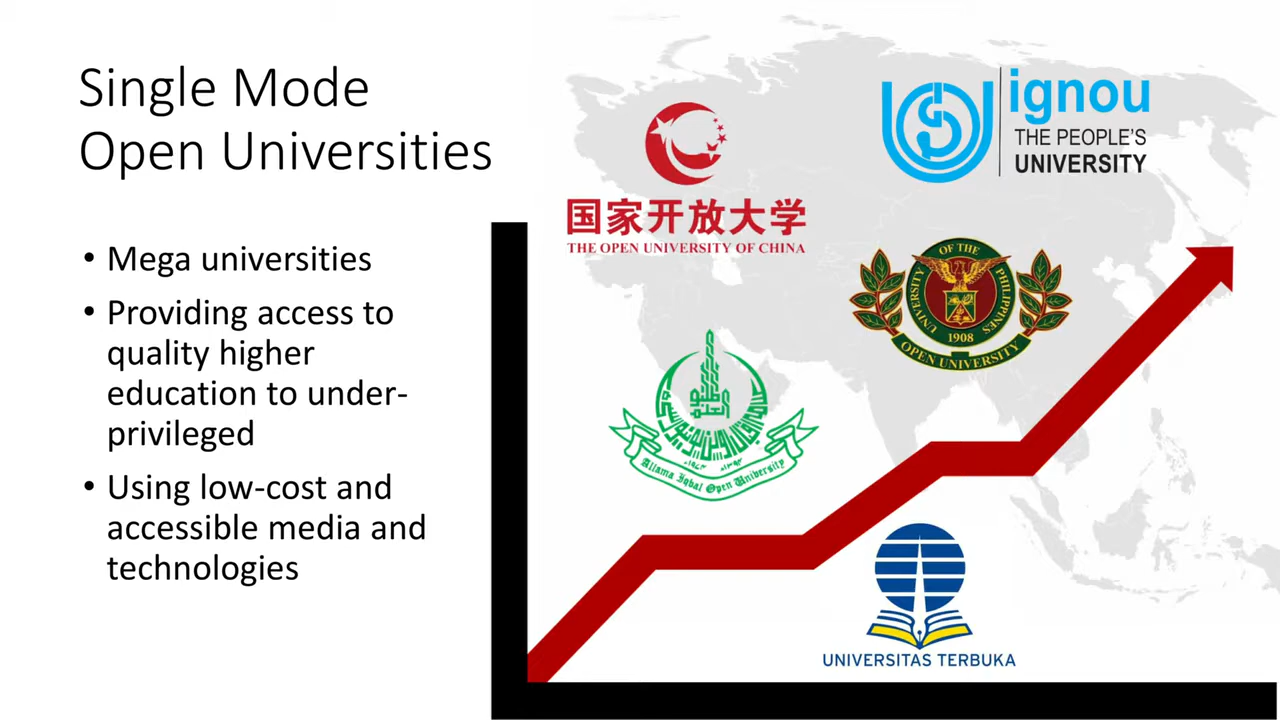 Single Mode
Open Universities
• Mega universities
• Providing access to
quality higher
education to under-
privileged
• Using low-cost and
accessible media and
technologies
国家开放大学
THE OPEN UNIVERSITY OF CHINA
ignou
THE PEOPLE'S
UNIVERSITY
UNIVERSITY OF THE PHILIPPINES
1908
OPEN UNIVERSITY
Allama Iqbal Open University
UNIVERSITAS TERBUKA